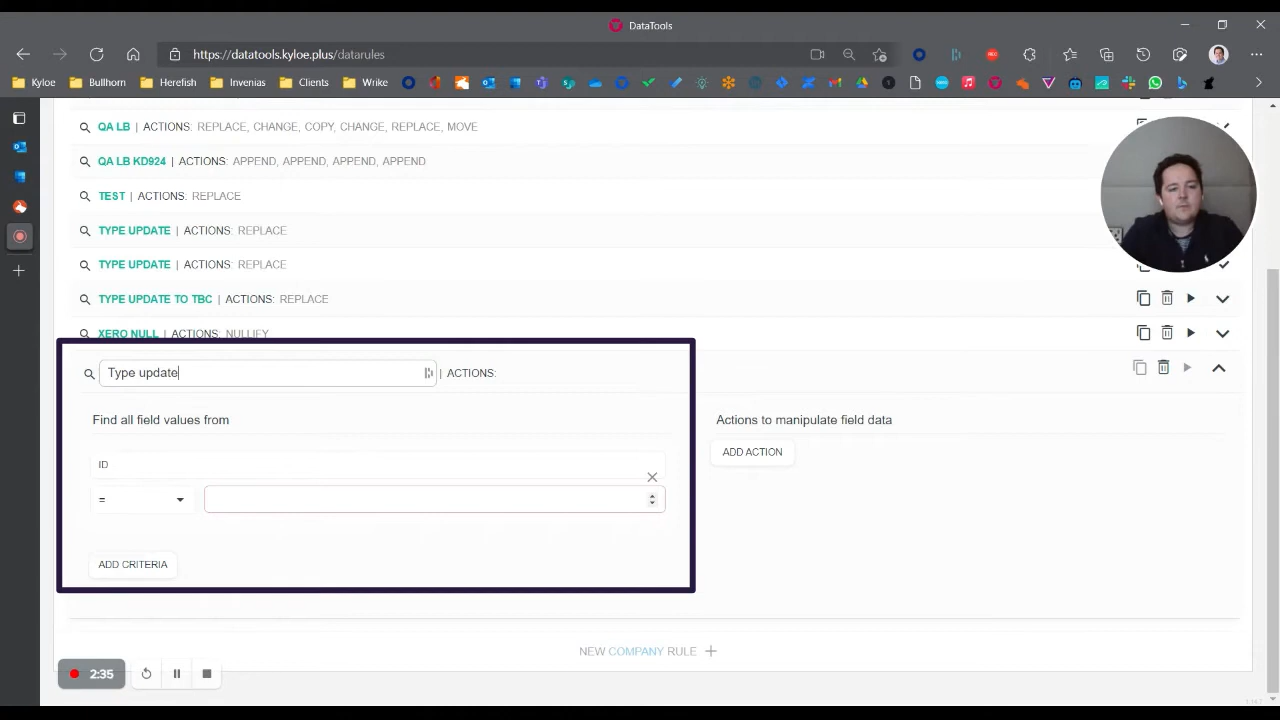 DataTools
https://datatools.kyloe.plus/datarules
Kyloe Bullhorn Herefish Invenias Clients Wrike
QA LB | ACTIONS: REPLACE, CHANGE, COPY, CHANGE, REPLACE, MOVE
QA LB KD924 | ACTIONS: APPEND, APPEND, APPEND, APPEND
TEST | ACTIONS: REPLACE
TYPE UPDATE | ACTIONS: REPLACE
TYPE UPDATE | ACTIONS: REPLACE
TYPE UPDATE TO TBC | ACTIONS: REPLACE
XERO NULL | ACTIONS: NULLIFY
Type update | ACTIONS:
Find all field values from
Actions to manipulate field data
ID
ADD ACTION
=
ADD CRITERIA
NEW COMPANY RULE +
2:35